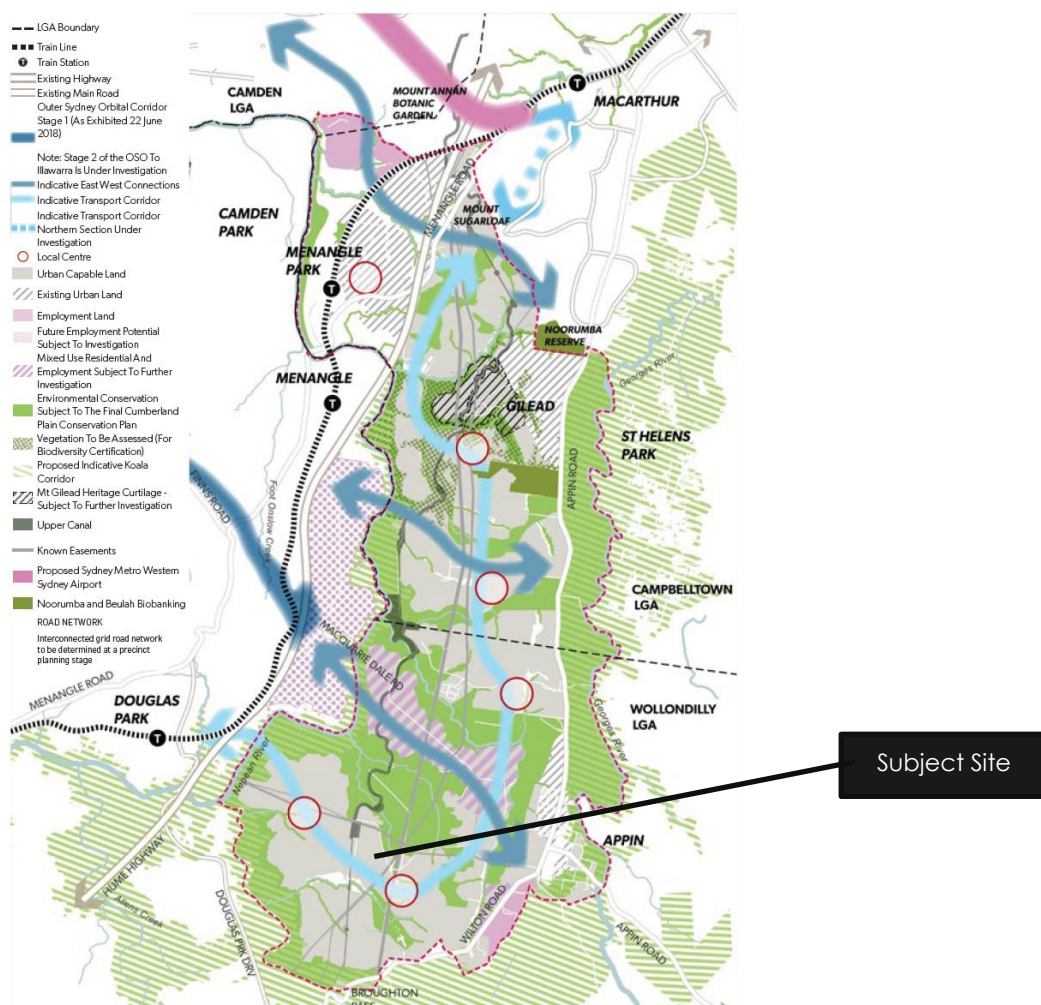 LGA Boundary
Train Line
T Train Station
Existing Highway
Existing Main Road
Outer Sydney Orbital Corridor
Stage 1 (As Exhibited 22 June
2018)
Note: Stage 2 of the OSO To
Illawarra Is Under Investigation
Indicative East West Connections
Indicative Transport Corridor
Indicative Transport Corridor
Northern Section Under
Investigation
Local Centre
Urban Capable Land
Existing Urban Land
Employment Land
Future Employment Potential
Subject To Investigation
Mixed Use Residential And
Employment Subject To Further
Investigation
Environmental Conservation
Subject To The Final Cumberland
Plain Conservation Plan
Vegetation To Be Assessed (For
Biodiversity Certification)
Proposed Indicative Koala
Corridor
Mt Gilead Heritage Curtilage -
Subject To Further Investigation
Upper Canal
Known Easements
Proposed Sydney Metro Western
Sydney Airport
Noorumba and Beulah Biobanking
ROAD NETWORK
Interconnected grid road network
to be determined at a precinct
planning stage
CAMDEN
LGA
MOUNT ANNAN
BOTANIC
GARDEN
T
MACARTHUR
MENANGLE ROAD
CAMDEN
PARK
MOUNT
SUGARLOAF
MENANGLE
PARK
T
NOORUMBA
RESERVE
Georges River
MENANGLE
T
GILEAD
ST HELENS
PARK
APPIN ROAD
FINNS ROAD
Foot Onslow Creek
CAMPBELLTOWN
LGA
MACQUARIE DALE RD
MENANGLE ROAD
DOUGLAS
PARK
T
WOLLONDILLY
LGA
Georges River
Nepean River
Subject Site
APPIN
HUME HIGHWAY
Allens Creek
DOUGLAS PRK DRV
WILTON ROAD
APPIN ROAD
BROUGHTON